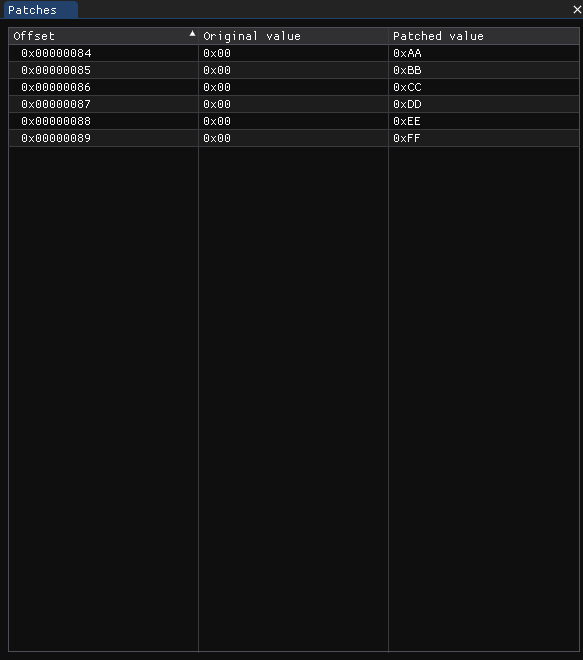 Patches
Offset Original value Patched value
0x00000084 0x00 0xAA
0x00000085 0x00 0xBB
0x00000086 0x00 0xCC
0x00000087 0x00 0xDD
0x00000088 0x00 0xEE
0x00000089 0x00 0xFF